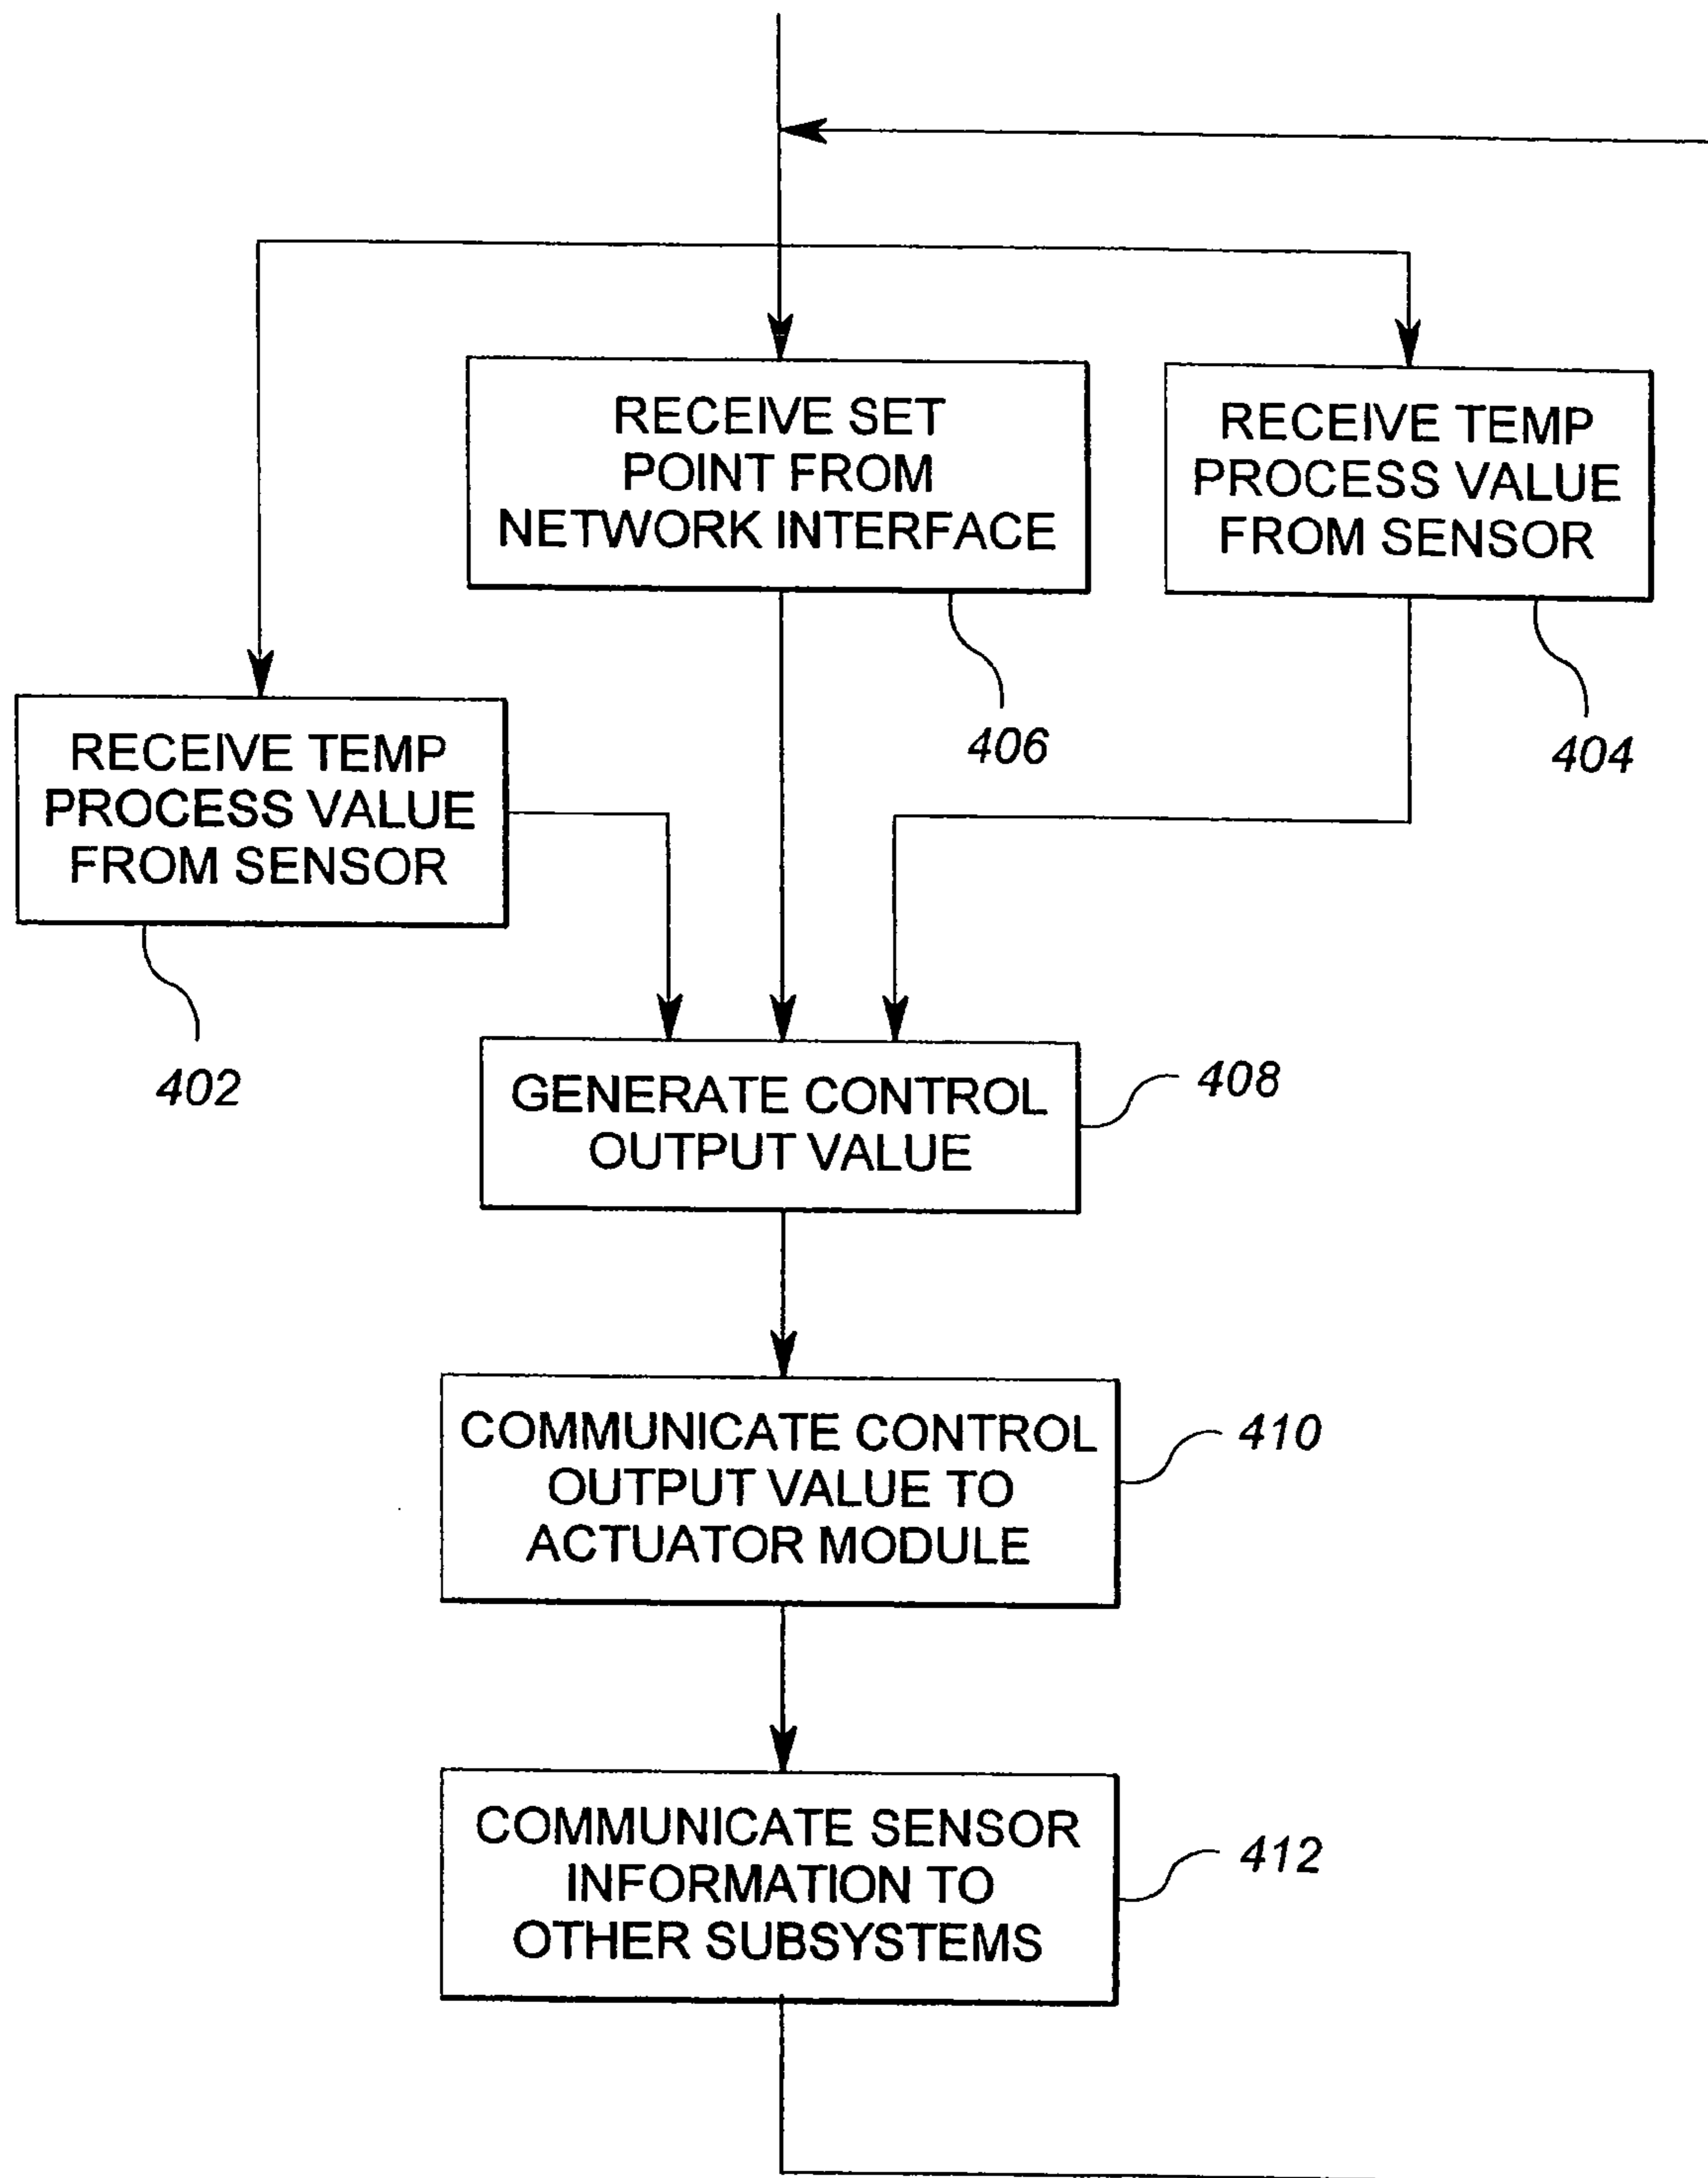 RECEIVE SET
POINT FROM
NETWORK INTERFACE
406
RECEIVE TEMP
PROCESS VALUE
FROM SENSOR
404
RECEIVE TEMP
PROCESS VALUE
FROM SENSOR
402
GENERATE CONTROL
OUTPUT VALUE
408
COMMUNICATE CONTROL
OUTPUT VALUE TO
ACTUATOR MODULE
410
COMMUNICATE SENSOR
INFORMATION TO
OTHER SUBSYSTEMS
412